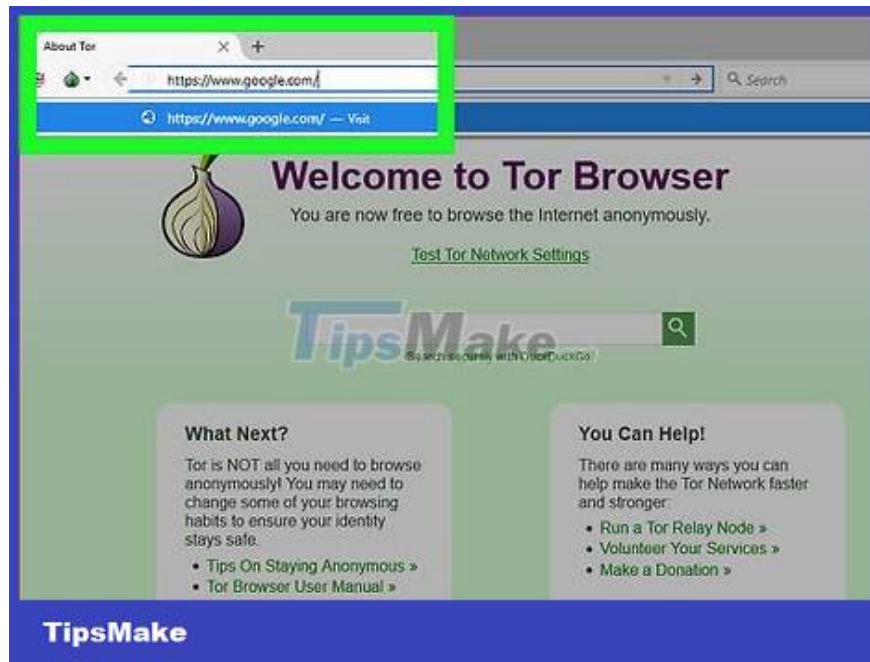 About Tor
https://www.google.com/
Search
https://www.google.com/ — Visit
Welcome to Tor Browser
You are now free to browse the Internet anonymously.
Test Tor Network Settings
TipsMake
Search securely with DuckDuckGo.
What Next?
Tor is NOT all you need to browse
anonymously! You may need to
change some of your browsing
habits to ensure your identity
stays safe.
• Tips On Staying Anonymous »
• Tor Browser User Manual »
You Can Help!
There are many ways you can
help make the Tor Network faster
and stronger:
• Run a Tor Relay Node »
• Volunteer Your Services »
• Make a Donation »
TipsMake